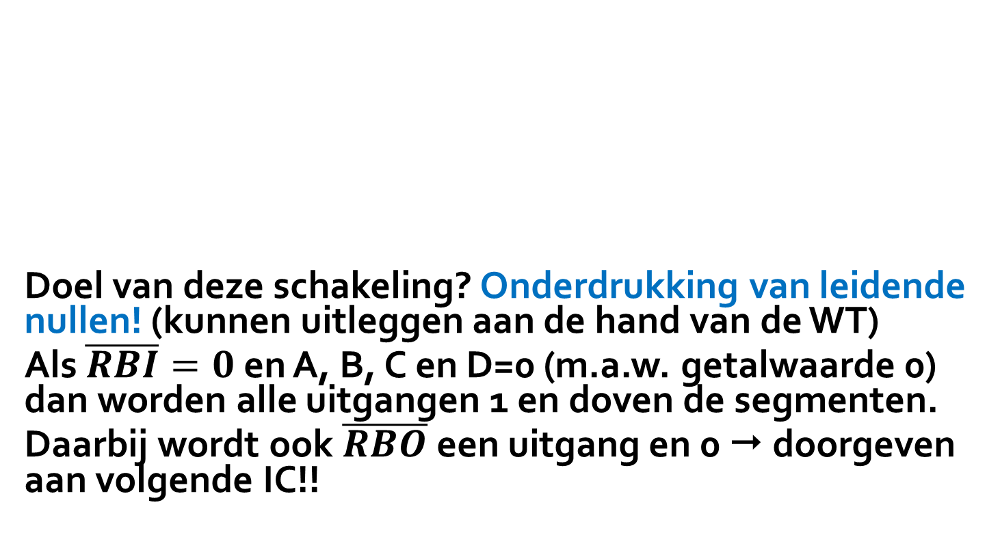 Doel van deze schakeling? Onderdrukking van leidende
nullen! (kunnen uitleggen aan de hand van de WT)
Als $\overline{RBI} = 0$ en A, B, C en D=0 (m.a.w. getalwaarde 0)
dan worden alle uitgangen 1 en doven de segmenten.
Daarbij wordt ook $\overline{RBO}$ een uitgang en 0 → doorgeven
aan volgende IC!!